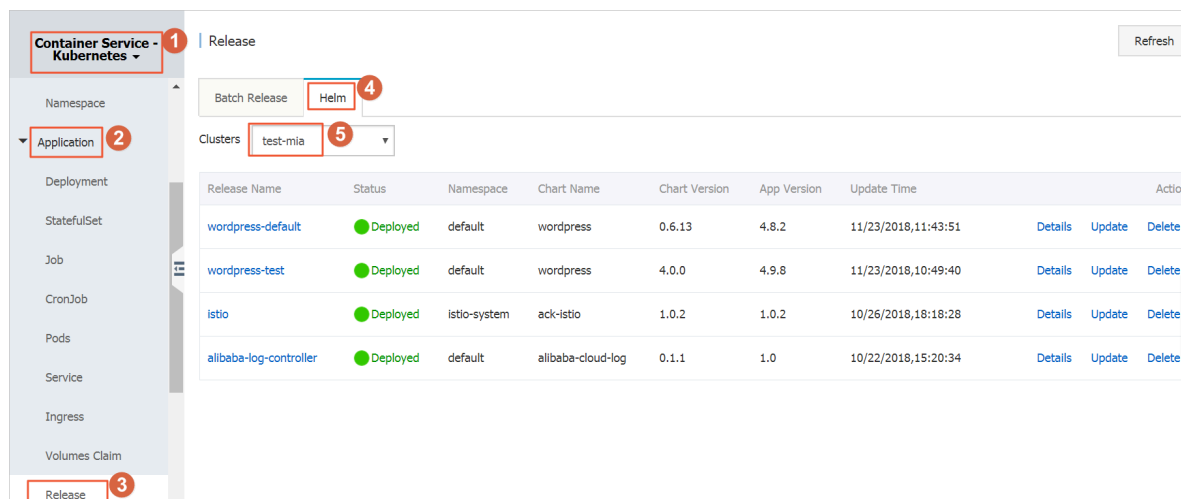 Container Service -
Kubernetes
1
Namespace
Application
2
Deployment
StatefulSet
Job
CronJob
Pods
Service
Ingress
Volumes Claim
Release
3
Release
Refresh
Batch Release
Helm
4
Clusters
test-mia
5
Release Name Status Namespace Chart Name Chart Version App Version Update Time Actio
wordpress-default Deployed default wordpress 0.6.13 4.8.2 11/23/2018,11:43:51 Details Update Delete
wordpress-test Deployed default wordpress 4.0.0 4.9.8 11/23/2018,10:49:40 Details Update Delete
istio Deployed istio-system ack-istio 1.0.2 1.0.2 10/26/2018,18:18:28 Details Update Delete
alibaba-log-controller Deployed default alibaba-cloud-log 0.1.1 1.0 10/22/2018,15:20:34 Details Update Delete